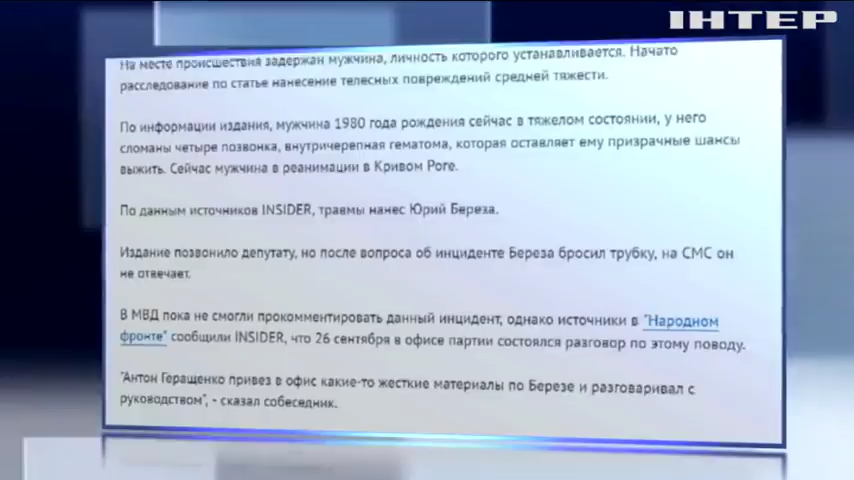 ІНТЕР
На месте происшествия задержан мужчина, личность которого устанавливается. Начато
расследование по статье нанесение телесных повреждений средней тяжести.
По информации издания, мужчина 1980 года рождения сейчас в тяжелом состоянии, у него
сломаны четыре позвонка, внутричерепная гематома, которая оставляет ему призрачные шансы
выжить. Сейчас мужчина в реанимации в Кривом Роге.
По данным источников INSIDER, травмы нанес Юрий Береза.
Издание позвонило депутату, но после вопроса об инциденте Береза бросил трубку, на СМС он
не отвечает.
В МВД пока не смогли прокомментировать данный инцидент, однако источники в "Народном
фронте" сообщили INSIDER, что 26 сентября в офисе партии состоялся разговор по этому поводу.
"Антон Геращенко привез в офис какие-то жесткие материалы по Березе и разговаривал с
руководством", - сказал собеседник.